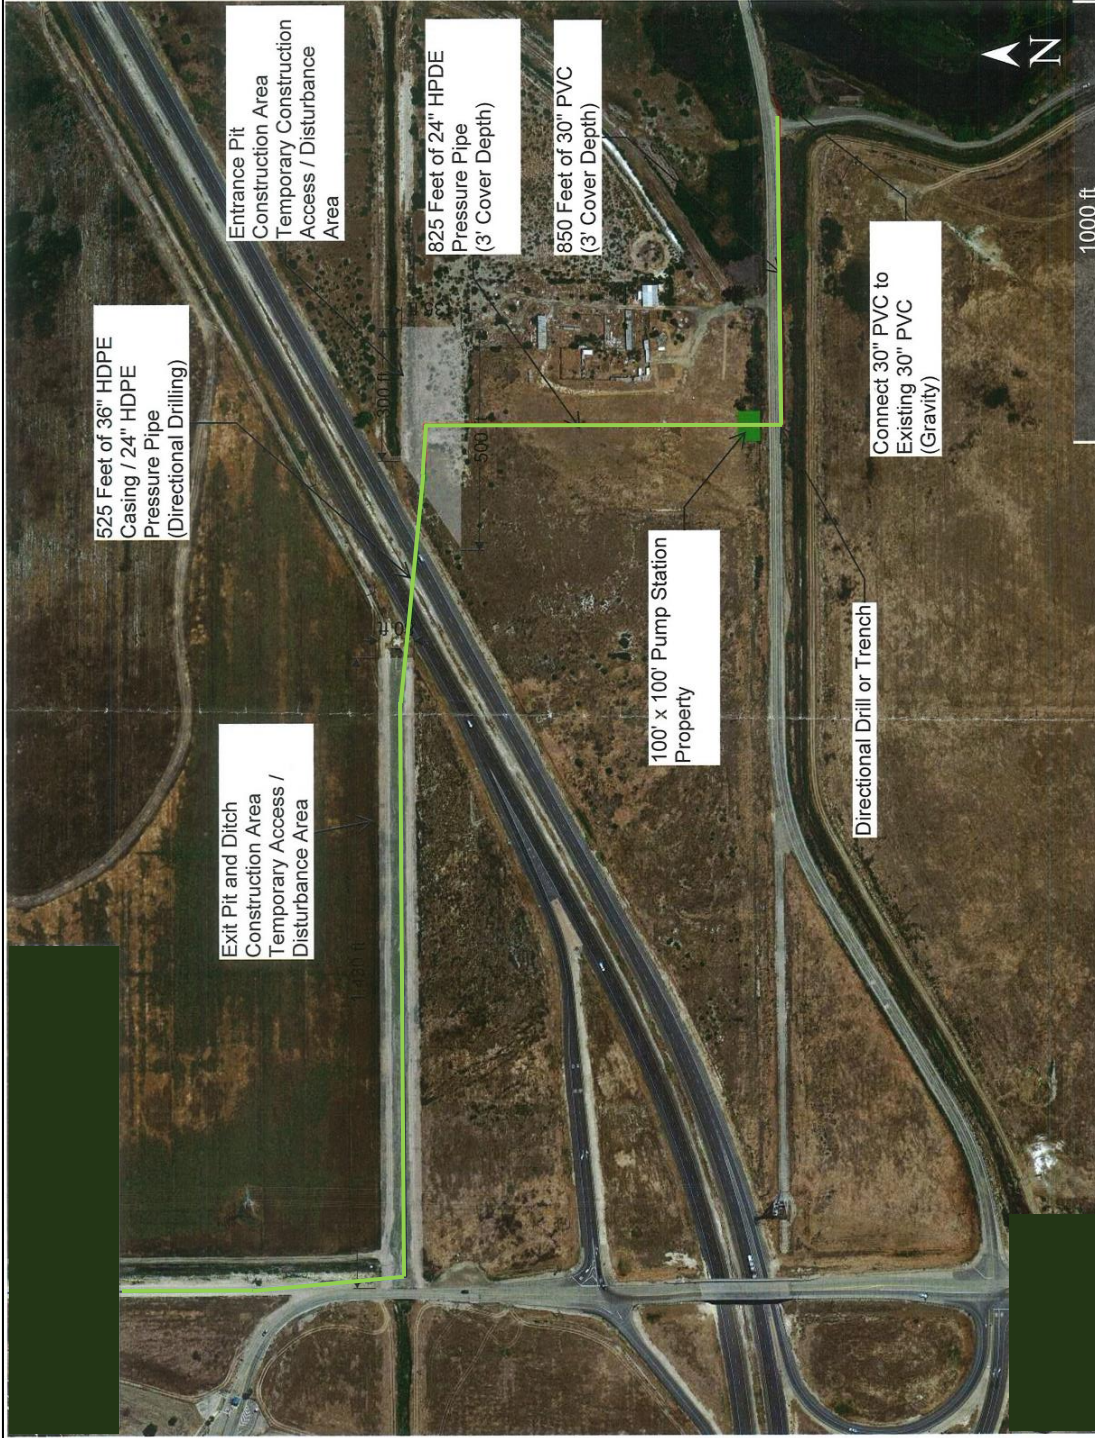 Entrance Pit
Construction Area
Temporary Construction
Access / Disturbance
Area
825 Feet of 24" HPDE
Pressure Pipe
(3' Cover Depth)
850 Feet of 30" PVC
(3' Cover Depth)
N
525 Feet of 36" HDPE
Casing / 24" HDPE
Pressure Pipe
(Directional Drilling)
300 ft
500
Connect 30" PVC to
Existing 30" PVC
(Gravity)
1000 ft
100' x 100' Pump Station
Property
Directional Drill or Trench
Exit Pit and Ditch
Construction Area
Temporary Access /
Disturbance Area